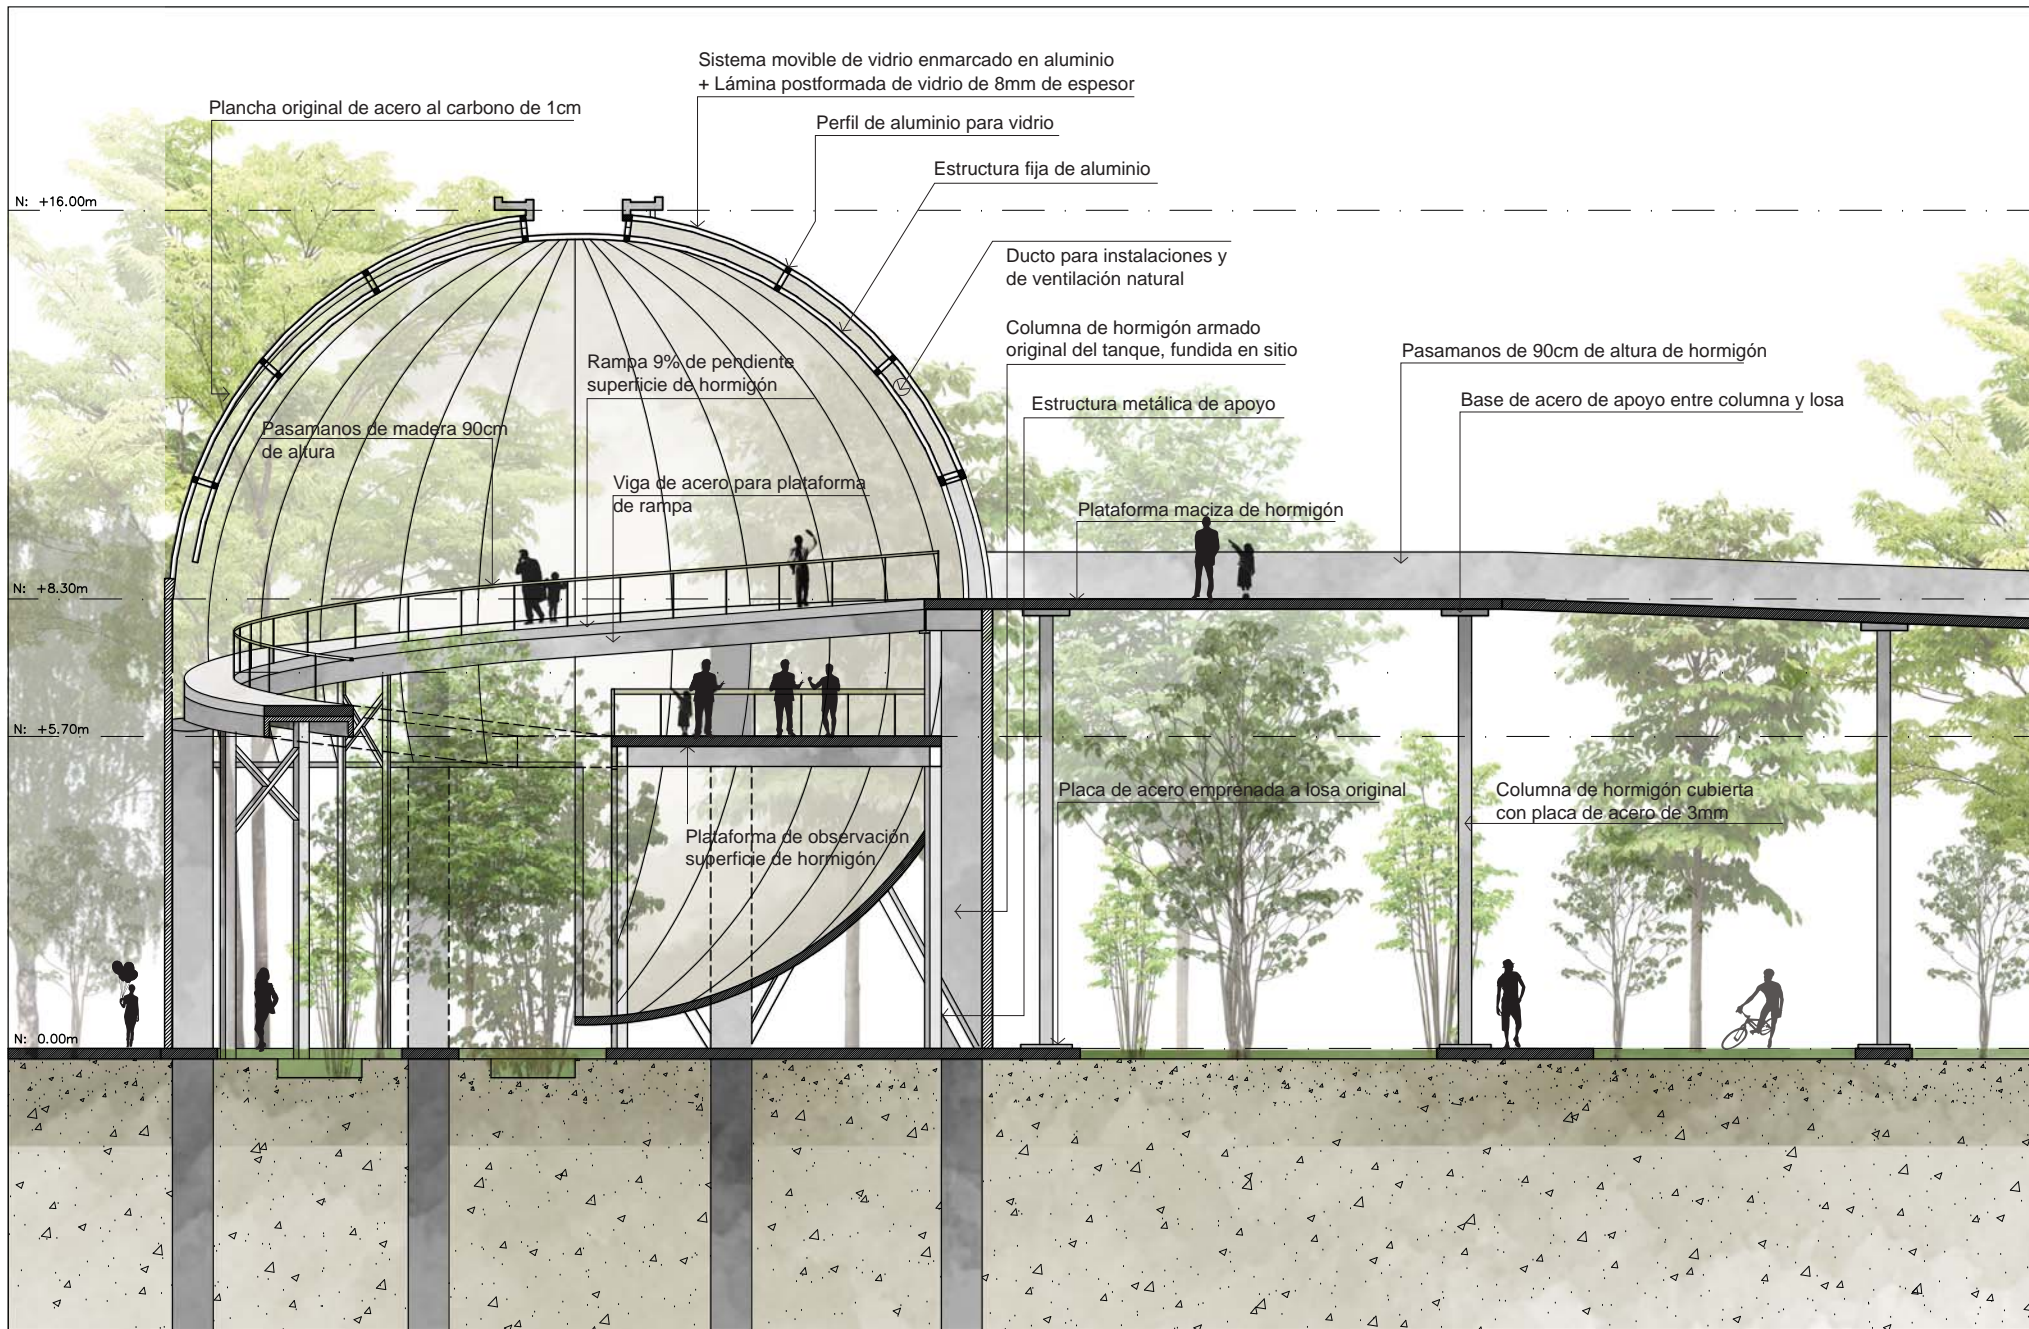 Sistema movible de vidrio enmarcado en aluminio
+ Lámina postformada de vidrio de 8mm de espesor
Plancha original de acero al carbono de 1cm
Perfil de aluminio para vidrio
Estructura fija de aluminio
N: +16.00m
Ducto para instalaciones y
de ventilación natural
Columna de hormigón armado
original del tanque, fundida en sitio
Pasamanos de 90cm de altura de hormigón
Rampa 9% de pendiente
superficie de hormigón
Estructura metálica de apoyo
Base de acero de apoyo entre columna y losa
Pasamanos de madera 90cm
de altura
Viga de acero para plataforma
de rampa
Plataforma maciza de hormigón
N: +8.30m
N: +5.70m
Placa de acero emprenada a losa original
Columna de hormigón cubierta
con placa de acero de 3mm
Plataforma de observación
superficie de hormigón
N: 0.00m